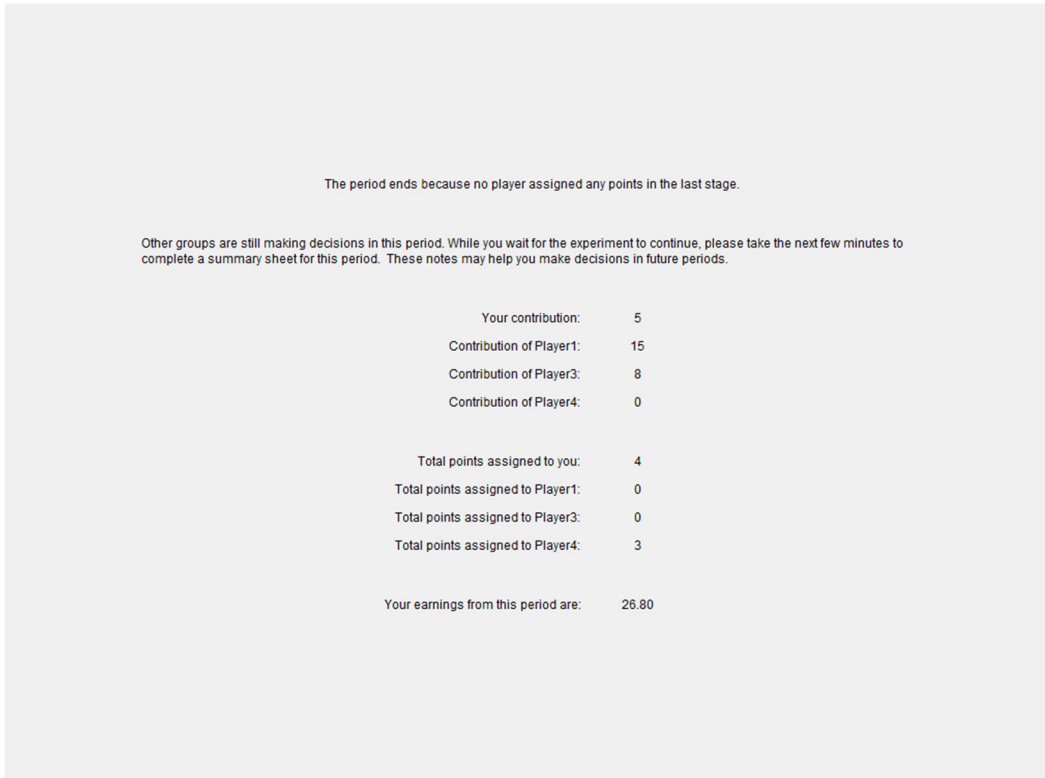 The period ends because no player assigned any points in the last stage.
Other groups are still making decisions in this period. While you wait for the experiment to continue, please take the next few minutes to
complete a summary sheet for this period. These notes may help you make decisions in future periods.
Your contribution: 5
Contribution of Player1: 15
Contribution of Player3: 8
Contribution of Player4: 0
Total points assigned to you: 4
Total points assigned to Player1: 0
Total points assigned to Player3: 0
Total points assigned to Player4: 3
Your earnings from this period are: 26.80